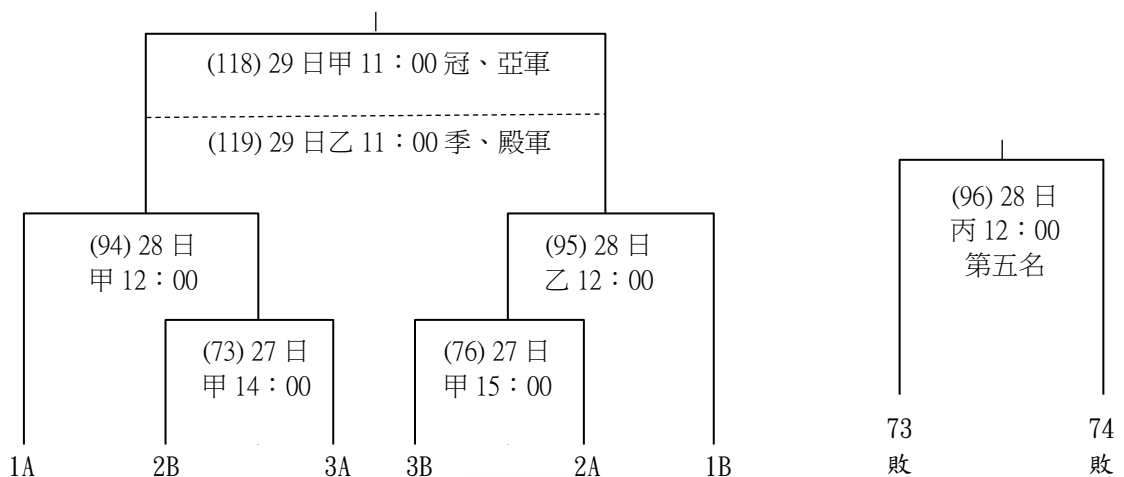 (118) 29 日甲 11：00 冠、亞軍
(119) 29 日乙 11：00 季、殿軍
(94) 28 日
甲 12：00
(95) 28 日
乙 12：00
(73) 27 日
甲 14：00
(76) 27 日
甲 15：00
1A
2B
3A
3B
2A
1B
(96) 28 日
丙 12：00
第五名
73
敗
74
敗